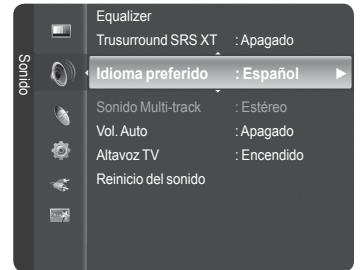 Sonido
Equalizer
Trusurround SRS XT : Apagado
Idioma preferido : Español
Sonido Multi-track : Estéreo
Vol. Auto : Apagado
Altavoz TV : Encendido
Reinicio del sonido